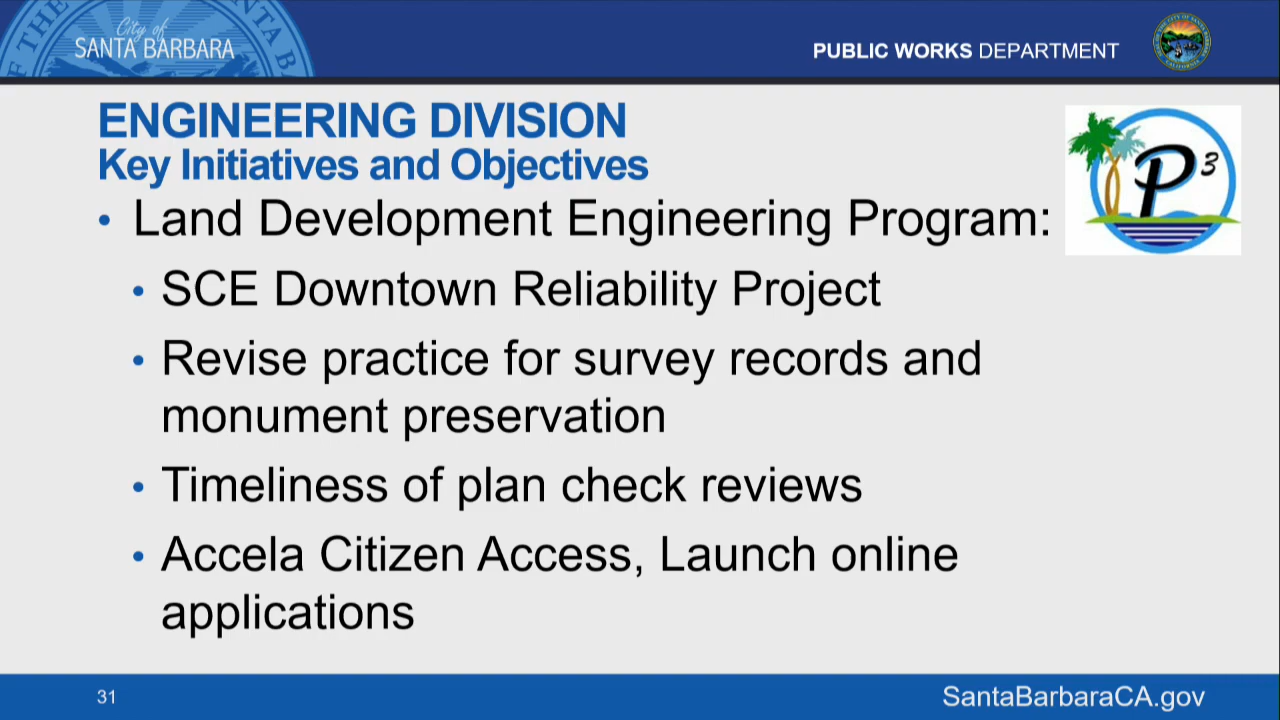 City of
SANTA BARBARA
PUBLIC WORKS DEPARTMENT
ENGINEERING DIVISION
Key Initiatives and Objectives
P3
• Land Development Engineering Program:
• SCE Downtown Reliability Project
• Revise practice for survey records and
monument preservation
• Timeliness of plan check reviews
• Accela Citizen Access, Launch online
applications
31
SantaBarbaraCA.gov